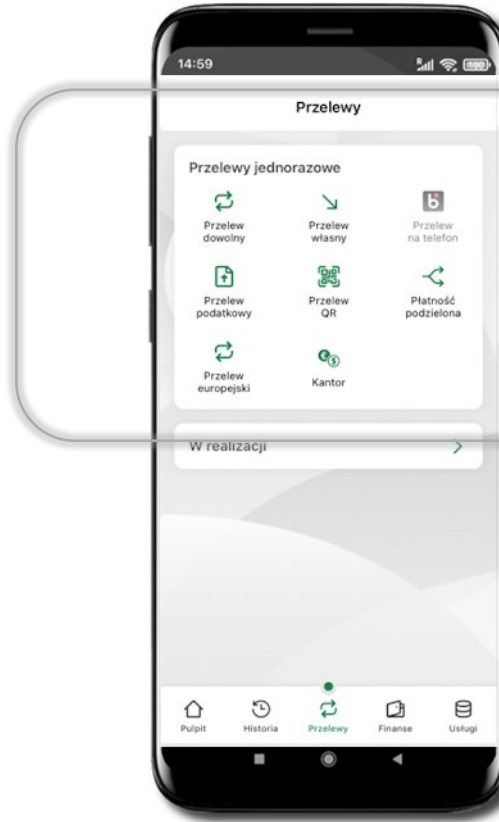 14:59
Przelewy
Przelewy jednorazowe
Przelew
dowolny
Przelew
własny
Przelew
na telefon
Przelew
podatkowy
Przelew
QR
Płatność
podzielona
Przelew
europejski
Kantor
W realizacji
Pulpit
Historia
Przelewy
Finanse
Usługi